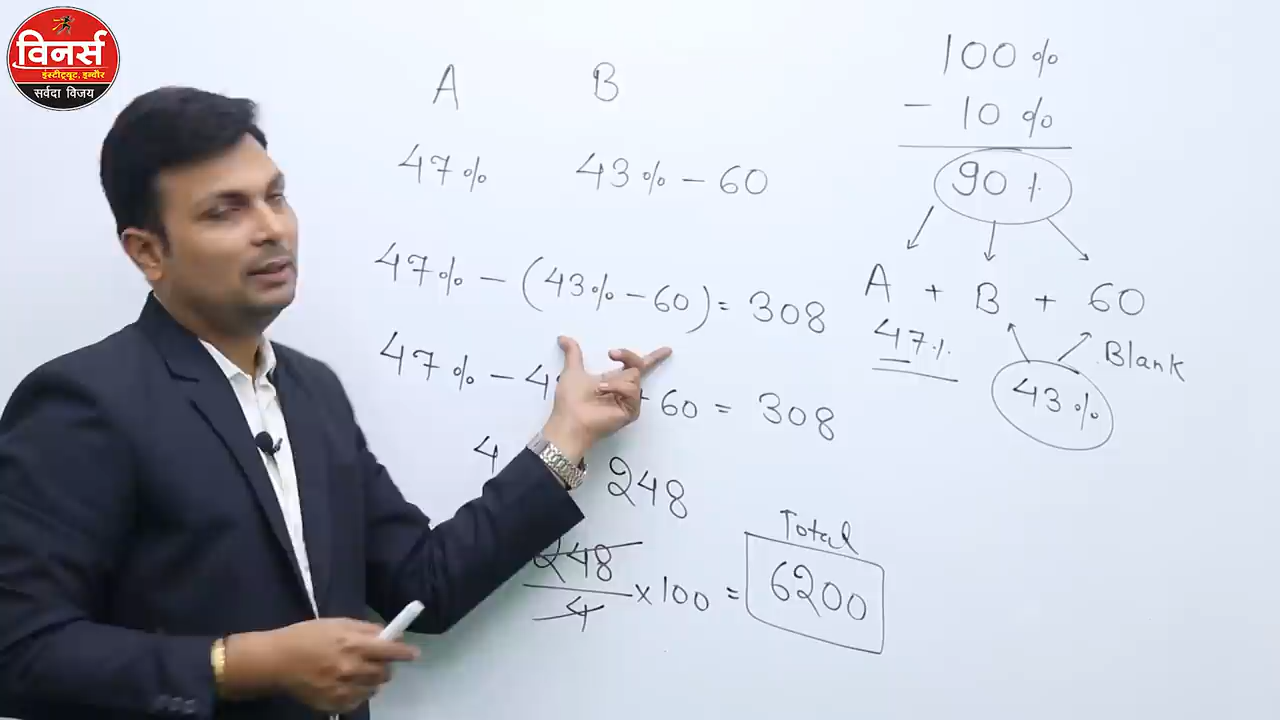 विनर्स
इंस्टीट्यूट, इन्दौर
सर्वदा विजय
A B
47% 43% - 60
47% - (43% - 60) = 308
47% - 4 + 60 = 308
4 248
248
4
× 100 = 6200
Total
100%
- 10%
90%
A + B + 60
47%
Blank
43%